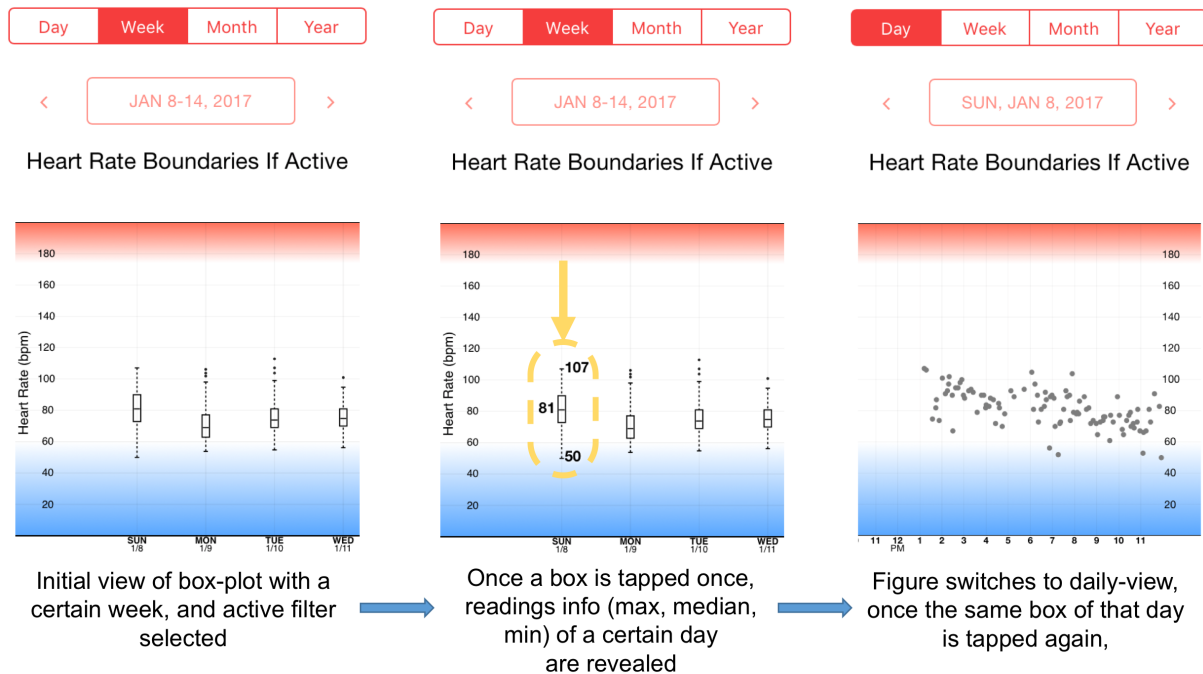 Day Week Month Year
JAN 8-14, 2017
Heart Rate Boundaries If Active
Heart Rate (bpm)
180
160
140
120
100
80
60
40
20
SUN MON TUE WED
1/8 1/9 1/10 1/11
Initial view of box-plot with a
certain week, and active filter
selected
Day Week Month Year
JAN 8-14, 2017
Heart Rate Boundaries If Active
Heart Rate (bpm)
180
160
140
120
100
80
60
40
20
107
81
50
SUN MON TUE WED
1/8 1/9 1/10 1/11
Once a box is tapped once,
readings info (max, median,
min) of a certain day
are revealed
Day Week Month Year
SUN, JAN 8, 2017
Heart Rate Boundaries If Active
180
160
140
120
100
80
60
40
20
11 12 1 2 3 4 5 6 7 8 9 10 11
PM
Figure switches to daily-view,
once the same box of that day
is tapped again,